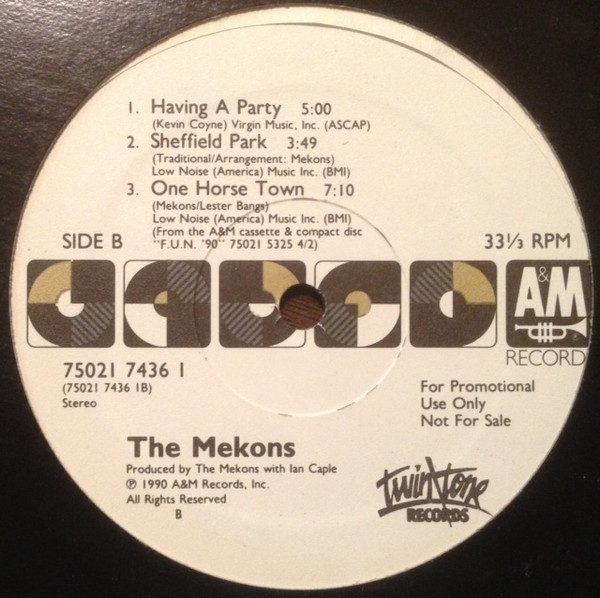 1. Having A Party 5:00
(Kevin Coyne) Virgin Music, Inc. (ASCAP)
2. Sheffield Park 3:49
(Traditional/Arrangement: Mekons)
Low Noise (America) Music Inc. (BMI)
3. One Horse Town 7:10
(Mekons/Lester Bangs)
Low Noise (America) Music Inc. (BMI)
(From the A&M cassette & compact disc
"F.U.N. '90" 75021 5325 4/2)
SIDE B
33⅓ RPM
A&M
®
RECORD
75021 7436 1
(75021 7436 1B)
Stereo
For Promotional
Use Only
Not For Sale
The Mekons
Produced by The Mekons with Ian Caple
℗ 1990 A&M Records, Inc.
All Rights Reserved
B
Twin\Tone
RECORDS